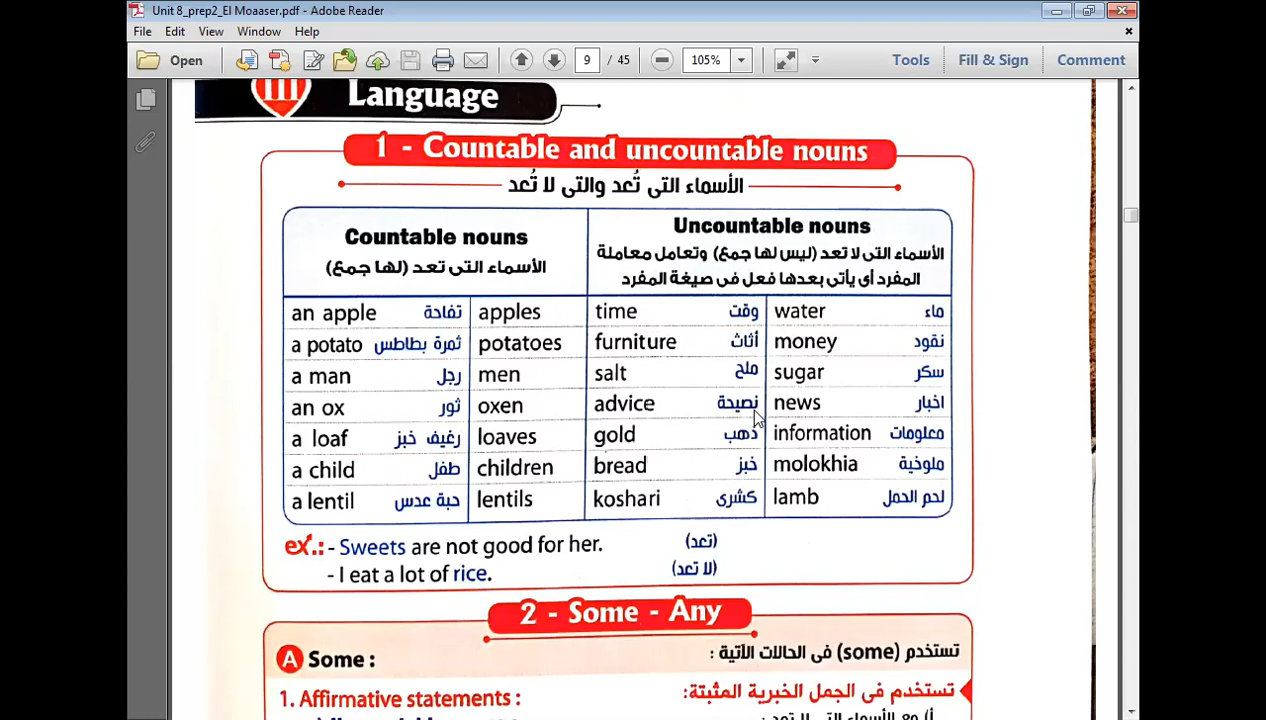 Unit 8_prep2_El Moaaser.pdf - Adobe Reader
File Edit View Window Help
Open 9 / 45 105% Tools Fill & Sign Comment
III Language
1 - Countable and uncountable nouns
الأسماء التى تُعد والتى لا تُعد
Countable nouns
الأسماء التى تعد (لها جمع)
Uncountable nouns
الأسماء التى لا تعد (ليس لها جمع) وتعامل معاملة
المفرد أى يأتى بعدها فعل فى صيغة المفرد
an apple تفاحة apples time وقت water ماء
a potato ثمرة بطاطس potatoes furniture أثاث money نقود
a man رجل men salt ملح sugar سكر
an ox ثور oxen advice نصيحة news اخبار
a loaf رغيف خبز loaves gold ذهب information معلومات
a child طفل children bread خبز molokhia ملوخية
a lentil حبة عدس lentils koshari كشرى lamb لحم الحمل
ex.: - Sweets are not good for her. (تعد)
- I eat a lot of rice. (لا تعد)
2 - Some - Any
A Some : تستخدم (some) فى الحالات الآتية :
1. Affirmative statements : تستخدم فى الجمل الخبرية المثبتة: